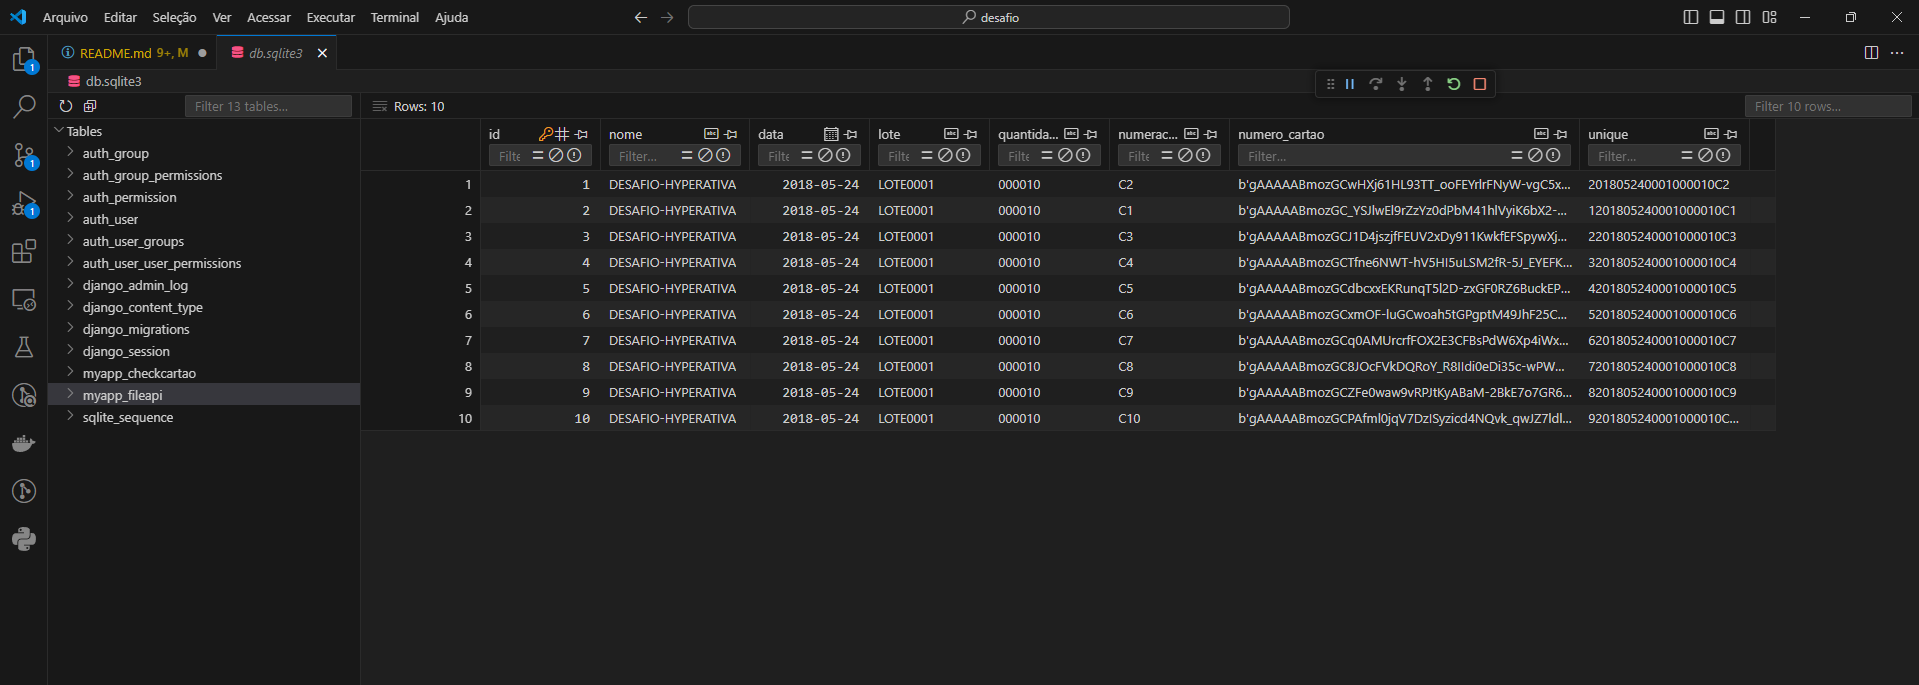 Arquivo Editar Seleção Ver Acessar Executar Terminal Ajuda desafio
README.md 9+, M db.sqlite3
db.sqlite3
Filter 13 tables... Rows: 10 Filter 10 rows...
Tables
auth_group
auth_group_permissions
auth_permission
auth_user
auth_user_groups
auth_user_user_permissions
django_admin_log
django_content_type
django_migrations
django_session
myapp_checkcartao
myapp_fileapi
sqlite_sequence
id nome data lote quantida... numerac... numero_cartao unique
Filte Filter... Filte Filte Filte Filte Filter... Filter...
1 1 DESAFIO-HYPERATIVA 2018-05-24 LOTE0001 000010 C2 b'gAAAAABmozGCwHXj61HL93TT_ooFEYrlrFNyW-vgC5x... 201805240001000010C2
2 2 DESAFIO-HYPERATIVA 2018-05-24 LOTE0001 000010 C1 b'gAAAAABmozGC_YSJlwEl9rZzYz0dPbM41hlVyiK6bX2-... 1201805240001000010C1
3 3 DESAFIO-HYPERATIVA 2018-05-24 LOTE0001 000010 C3 b'gAAAAABmozGCJ1D4jszjfFEUV2xDy911KwkfEFSpywXj... 2201805240001000010C3
4 4 DESAFIO-HYPERATIVA 2018-05-24 LOTE0001 000010 C4 b'gAAAAABmozGCTfne6NWT-hV5HI5uLSM2fR-5J_EYEFK... 3201805240001000010C4
5 5 DESAFIO-HYPERATIVA 2018-05-24 LOTE0001 000010 C5 b'gAAAAABmozGCdbcxxEKRunqT5l2D-zxGF0RZ6BuckEP... 4201805240001000010C5
6 6 DESAFIO-HYPERATIVA 2018-05-24 LOTE0001 000010 C6 b'gAAAAABmozGCxmOF-luGCwoah5tGPgptM49JhF25C... 5201805240001000010C6
7 7 DESAFIO-HYPERATIVA 2018-05-24 LOTE0001 000010 C7 b'gAAAAABmozGCq0AMUrcrfFOX2E3CFBsPdW6Xp4iWx... 6201805240001000010C7
8 8 DESAFIO-HYPERATIVA 2018-05-24 LOTE0001 000010 C8 b'gAAAAABmozGC8JOcFVkDQRoY_R8IIdi0eDi35c-wPW... 7201805240001000010C8
9 9 DESAFIO-HYPERATIVA 2018-05-24 LOTE0001 000010 C9 b'gAAAAABmozGCZFe0waw9vRPJtKyABaM-2BkE7o7GR6... 8201805240001000010C9
10 10 DESAFIO-HYPERATIVA 2018-05-24 LOTE0001 000010 C10 b'gAAAAABmozGCPAfml0jqV7DzISyzicd4NQvk_qwJZ7ldl... 9201805240001000010C...